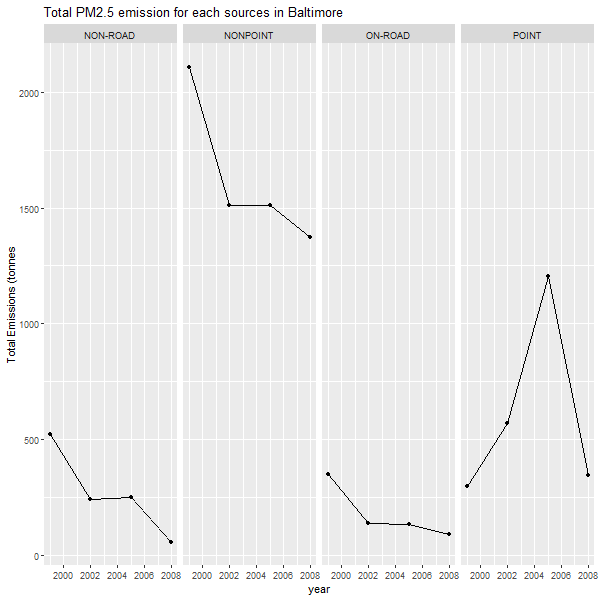 Total PM2.5 emission for each sources in Baltimore
NON-ROAD NONPOINT ON-ROAD POINT
2000
1500
1000
500
0
Total Emissions (tonnes
2000 2002 2004 2006 2008 2000 2002 2004 2006 2008 2000 2002 2004 2006 2008 2000 2002 2004 2006 2008
year